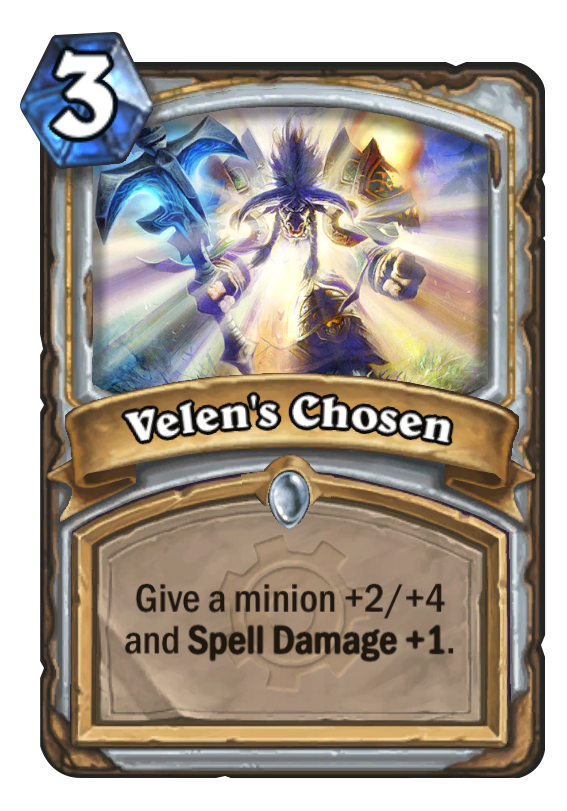 3
Velen's Chosen
Give a minion +2/+4
and Spell Damage +1.